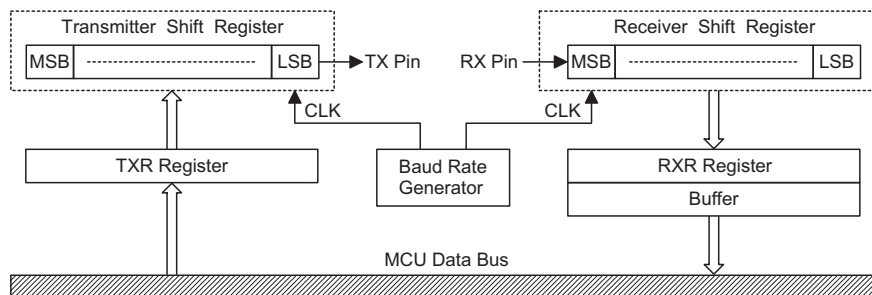 Transmitter Shift Register
MSB
LSB
TX Pin
CLK
TXR Register
Baud Rate
Generator
Receiver Shift Register
RX Pin
MSB
LSB
CLK
RXR Register
Buffer
MCU Data Bus